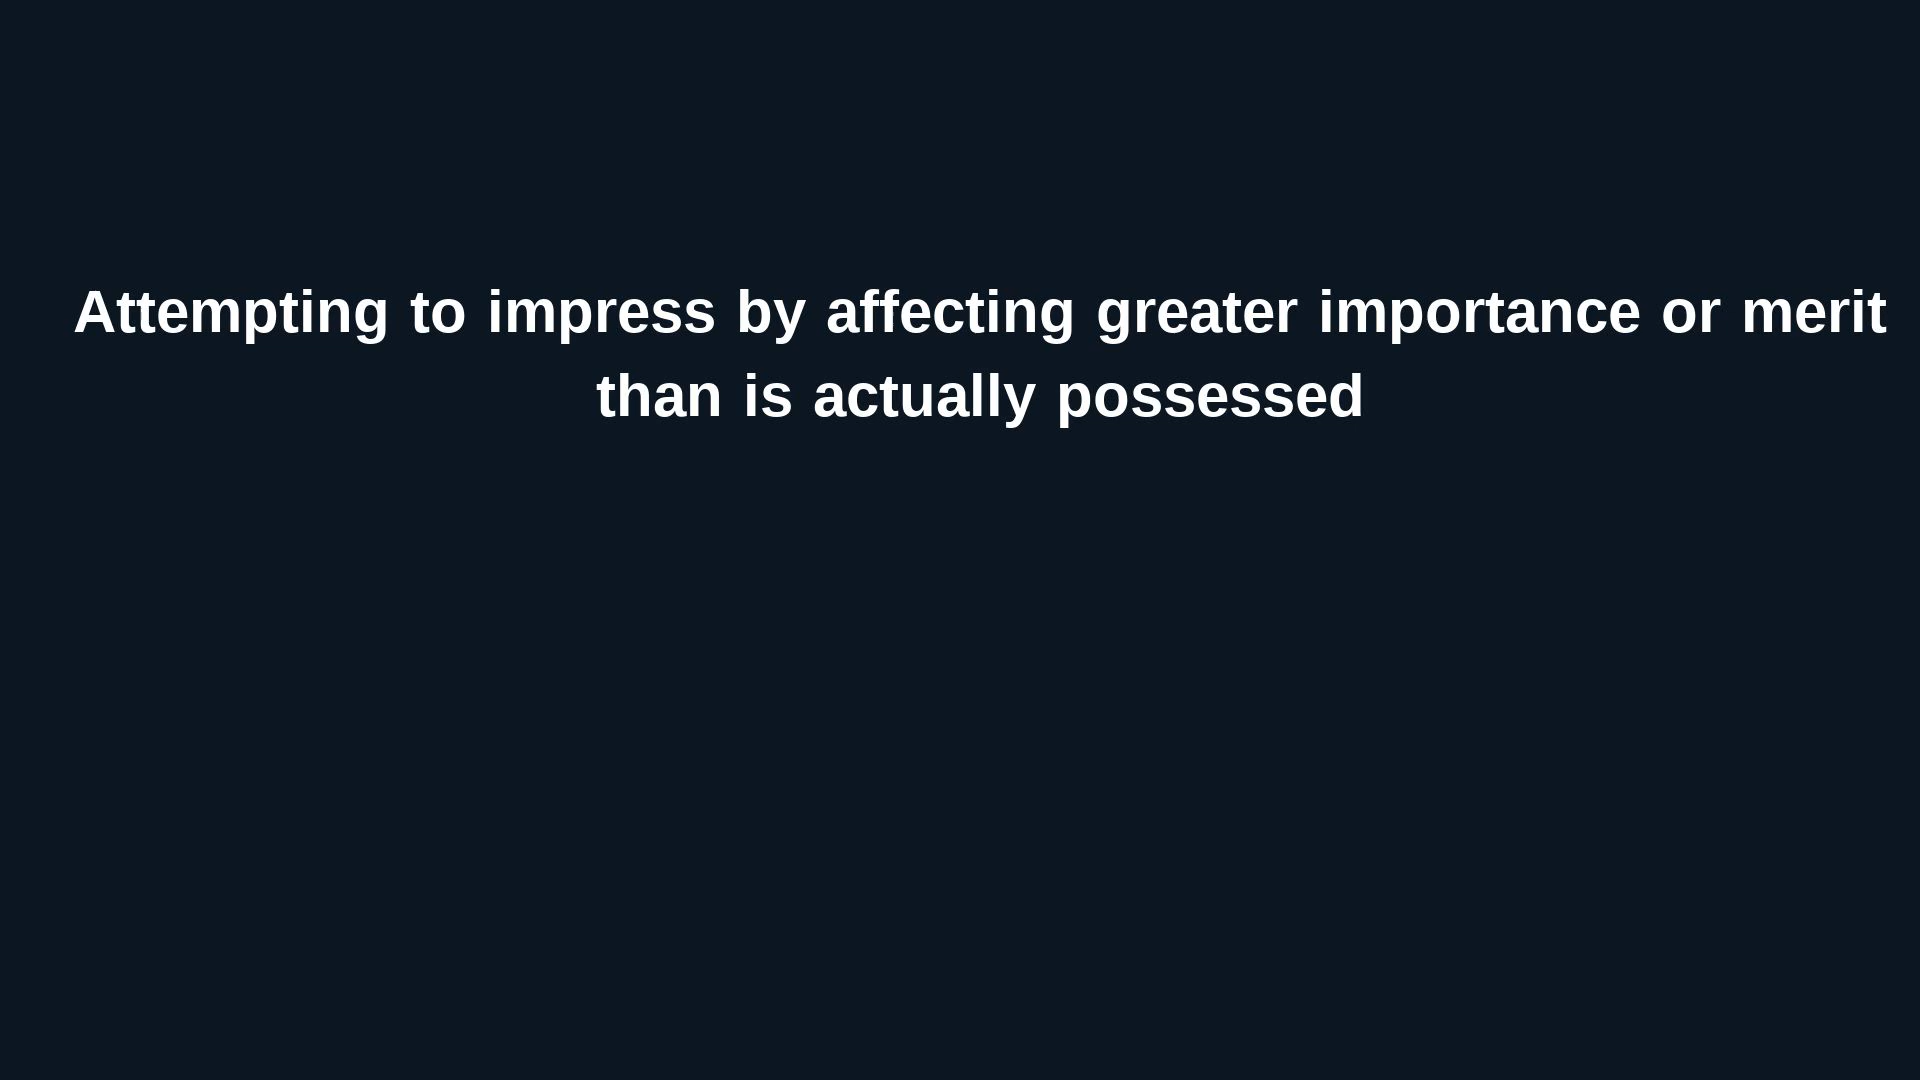 Attempting to impress by affecting greater importance or merit
than is actually possessed